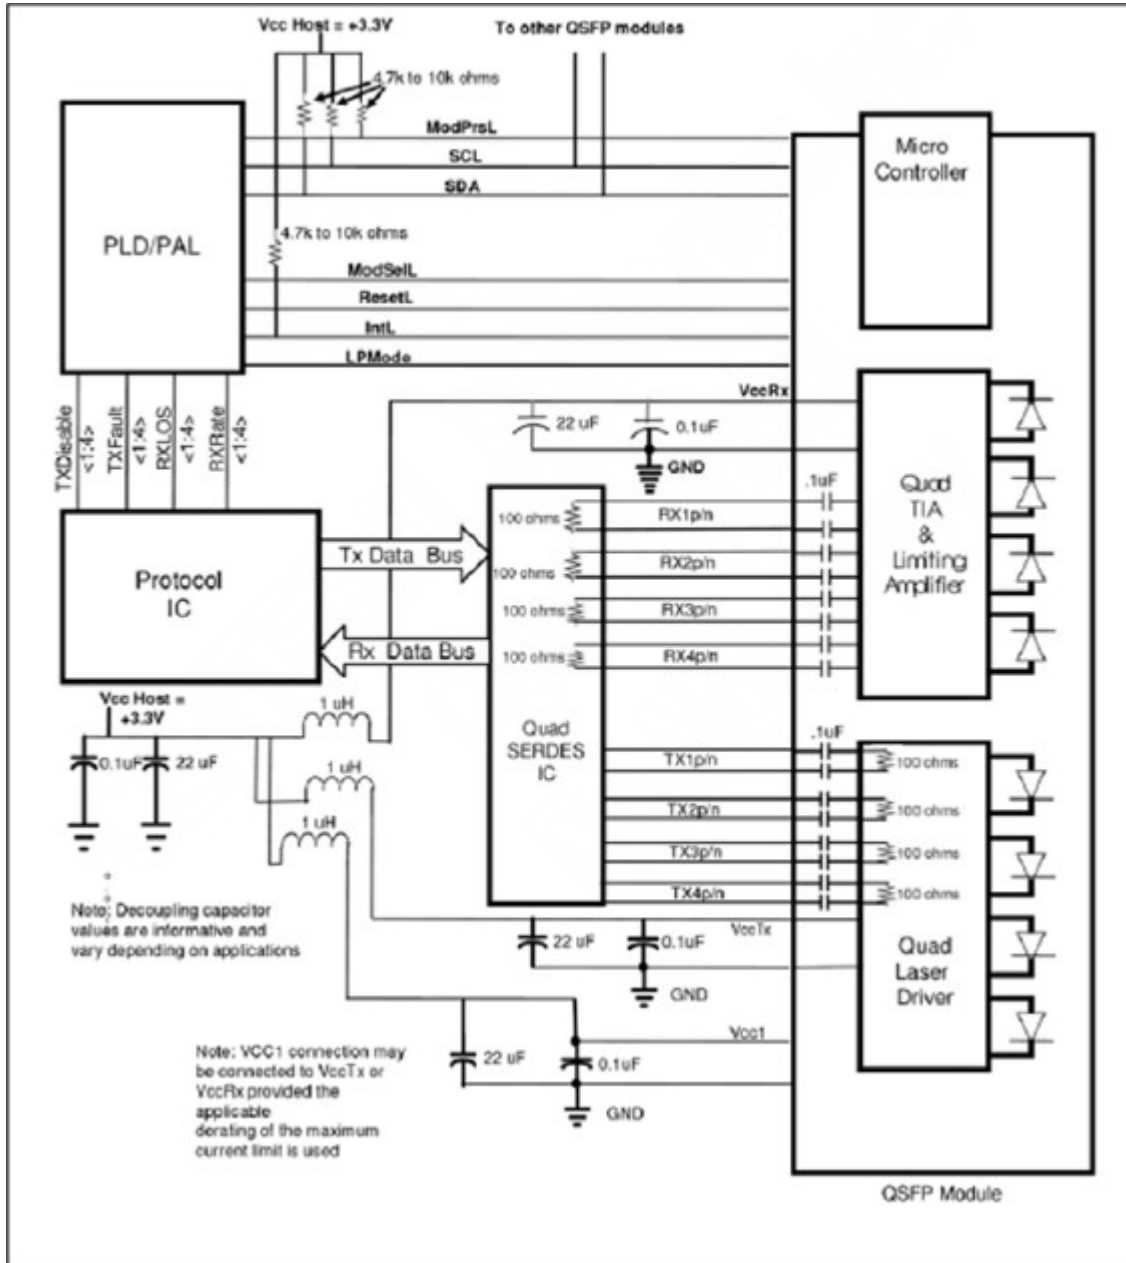 Vcc Host = +3.3V
To other QSFP modules
4.7k to 10k ohms
ModPrsL
SCL
SDA
PLD/PAL
4.7k to 10k ohms
ModSelL
ResetL
IntL
LPMode
Micro
Controller
TXDisable
<1:4>
TXFault
<1:4>
RXLOS
<1:4>
RXRate
<1:4>
VccRx
22 uF
0.1uF
GND
.1uF
100 ohms
RX1p/n
Tx Data Bus
100 ohms
RX2p/n
Quad
TIA
&
Limiting
Amplifier
Protocol
IC
100 ohms
RX3p/n
Rx Data Bus
100 ohms
RX4p/n
Vcc Host =
+3.3V
1 uH
0.1uF
22 uF
1 uH
1 uH
Quad
SERDES
IC
.1uF
TX1p/n
100 ohms
TX2p/n
100 ohms
TX3p/n
100 ohms
TX4p/n
100 ohms
Note: Decoupling capacitor
values are informative and
vary depending on applications
VccTx
22 uF
0.1uF
GND
Quad
Laser
Driver
Vcc1
22 uF
0.1uF
GND
Note: VCC1 connection may
be connected to VccTx or
VccRx provided the
applicable
derating of the maximum
current limit is used
QSFP Module